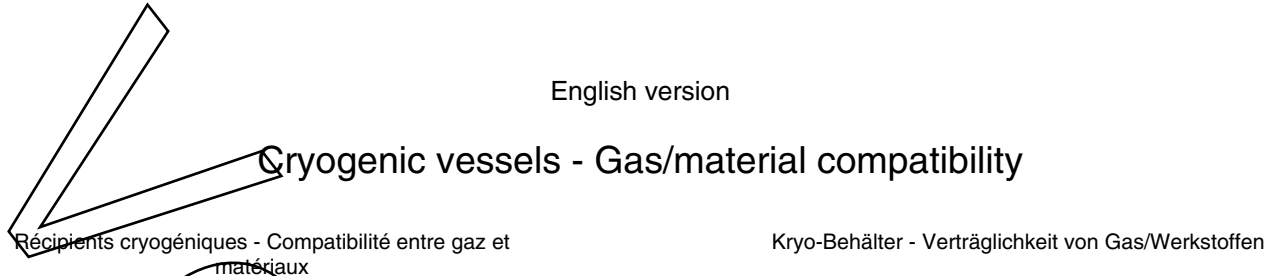 English version
Cryogenic vessels - Gas/material compatibility
Récipients cryogéniques - Compatibilité entre gaz et
matériaux
Kryo-Behälter - Verträglichkeit von Gas/Werkstoffen